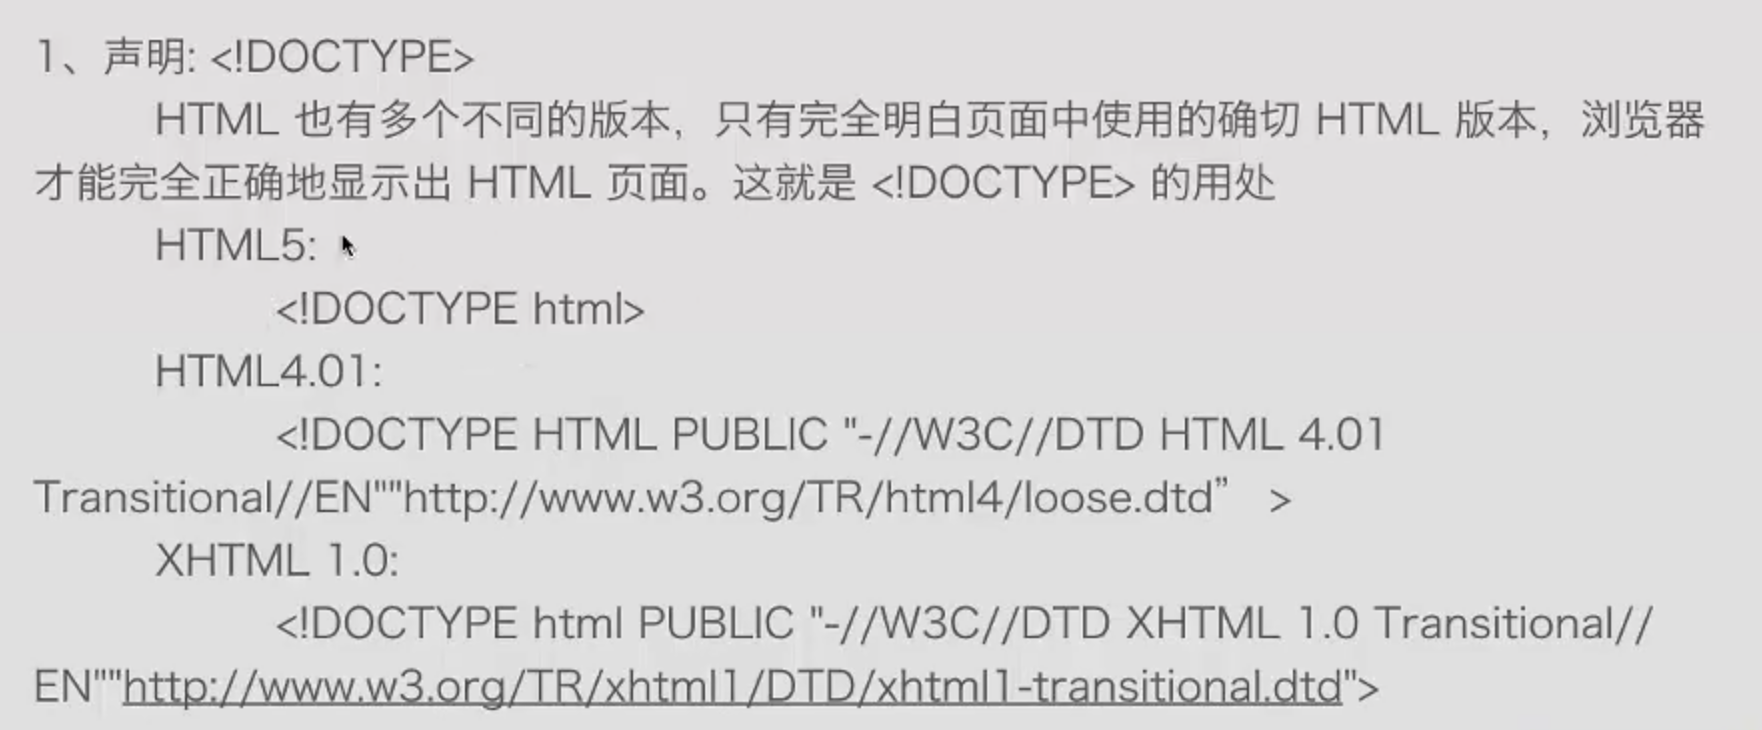 1、声明: <!DOCTYPE>
HTML 也有多个不同的版本，只有完全明白页面中使用的确切 HTML 版本，浏览器
才能完全正确地显示出 HTML 页面。这就是 <!DOCTYPE> 的用处
HTML5:
<!DOCTYPE html>
HTML4.01:
<!DOCTYPE HTML PUBLIC "-//W3C//DTD HTML 4.01
Transitional//EN""http://www.w3.org/TR/html4/loose.dtd” >
XHTML 1.0:
<!DOCTYPE html PUBLIC "-//W3C//DTD XHTML 1.0 Transitional//
EN""http://www.w3.org/TR/xhtml1/DTD/xhtml1-transitional.dtd">